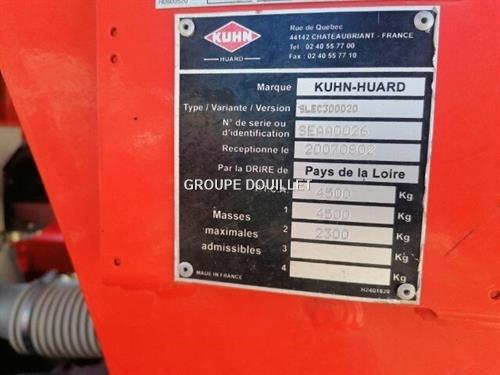 KUHN
HUARD
Rue de Québec
44142 CHATEAUBRIANT - FRANCE
Tel : 02 40 55 77 00
Fax : 02 40 55 77 10
Marque KUHN-HUARD
Type / Variante / Version SLEC300020
N° de serie ou d'identification SEAA0026
Receptionne le 20070802
Par la DRIRE de Pays de la Loire
GROUPE DOUILLET
4500 Kg
Masses maximales admissibles
1 4500 Kg
2 2300 Kg
3 Kg
4 Kg
MADE IN FRANCE